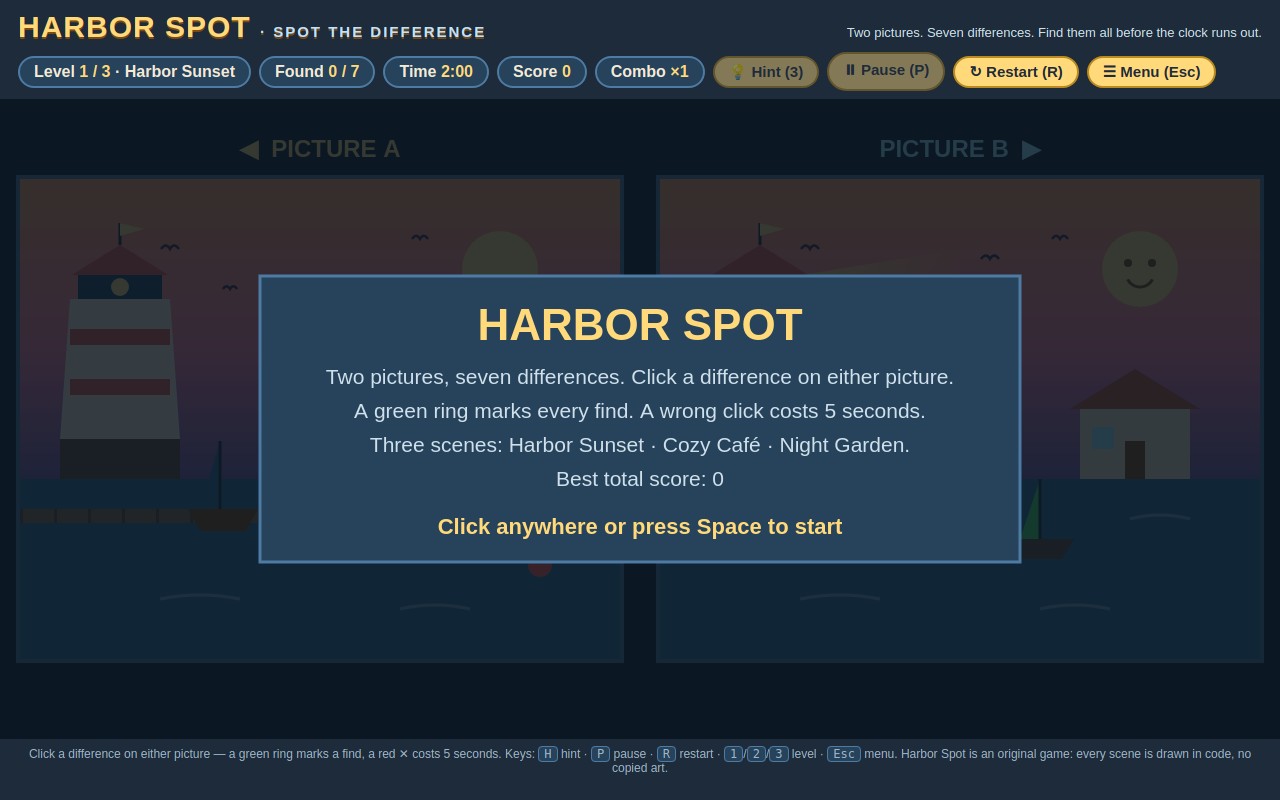 HARBOR SPOT · SPOT THE DIFFERENCE
Two pictures. Seven differences. Find them all before the clock runs out.
Level 1 / 3 · Harbor Sunset
Found 0 / 7
Time 2:00
Score 0
Combo ×1
💡 Hint (3)
⏸ Pause (P)
↻ Restart (R)
☰ Menu (Esc)
◀ PICTURE A
PICTURE B ▶
HARBOR SPOT
Two pictures, seven differences. Click a difference on either picture.
A green ring marks every find. A wrong click costs 5 seconds.
Three scenes: Harbor Sunset · Cozy Café · Night Garden.
Best total score: 0
Click anywhere or press Space to start
Click a difference on either picture — a green ring marks a find, a red ✕ costs 5 seconds. Keys: H hint · P pause · R restart · 1/2/3 level · Esc menu. Harbor Spot is an original game: every scene is drawn in code, no
copied art.